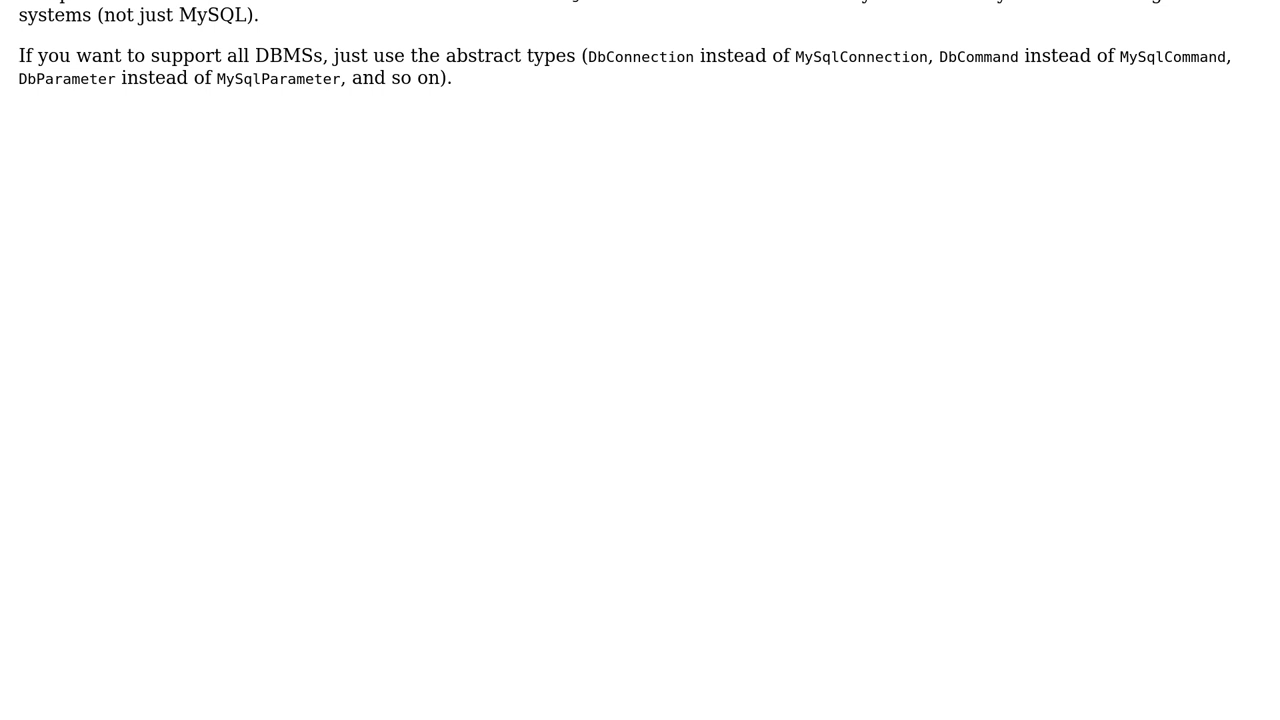 systems (not just MySQL).
If you want to support all DBMSs, just use the abstract types (DbConnection instead of MySqlConnection, DbCommand instead of MySqlCommand,
DbParameter instead of MySqlParameter, and so on).